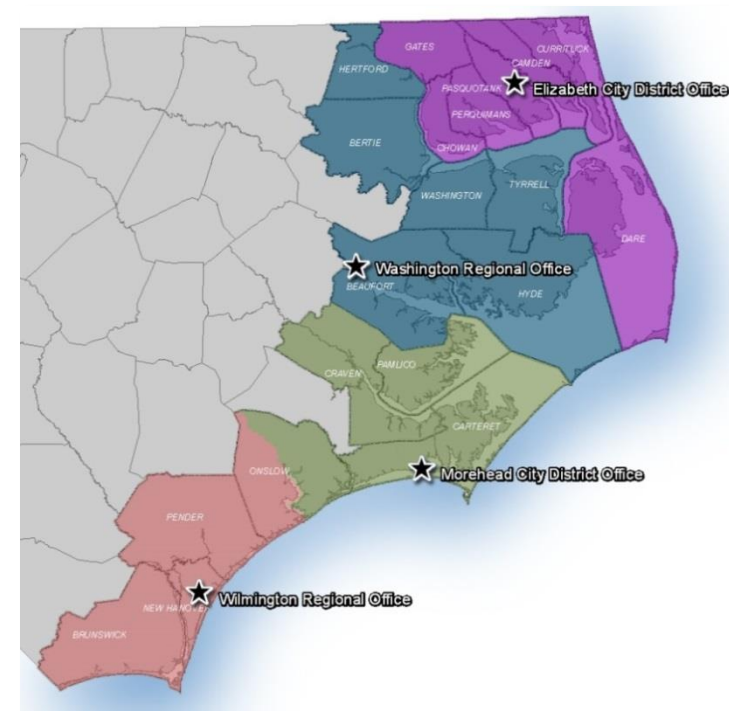 GATES
CURRITUCK
CAMDEN
HERTFORD
PASQUOTANK
Elizabeth City District Office
PERQUIMANS
BERTIE
CHOWAN
TYRRELL
WASHINGTON
DARE
Washington Regional Office
BEAUFORT
HYDE
PAMLICO
CRAVEN
CARTERET
ONSLOW
Morehead City District Office
PENDER
Wilmington Regional Office
NEW HANOVER
BRUNSWICK